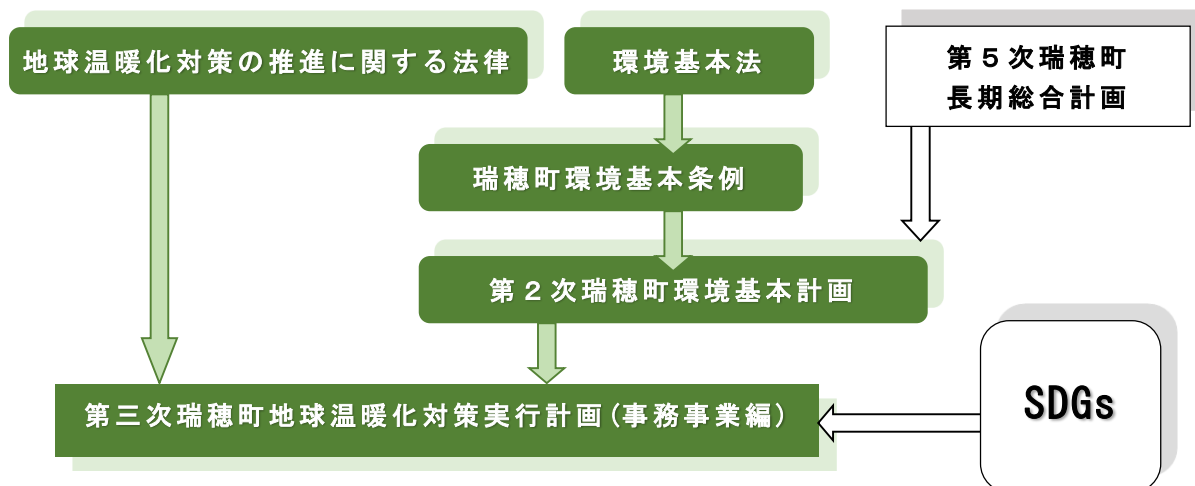 地球温暖化対策の推進に関する法律
環境基本法
第５次瑞穂町
長期総合計画
瑞穂町環境基本条例
第２次瑞穂町環境基本計画
第三次瑞穂町地球温暖化対策実行計画(事務事業編)
SDGs